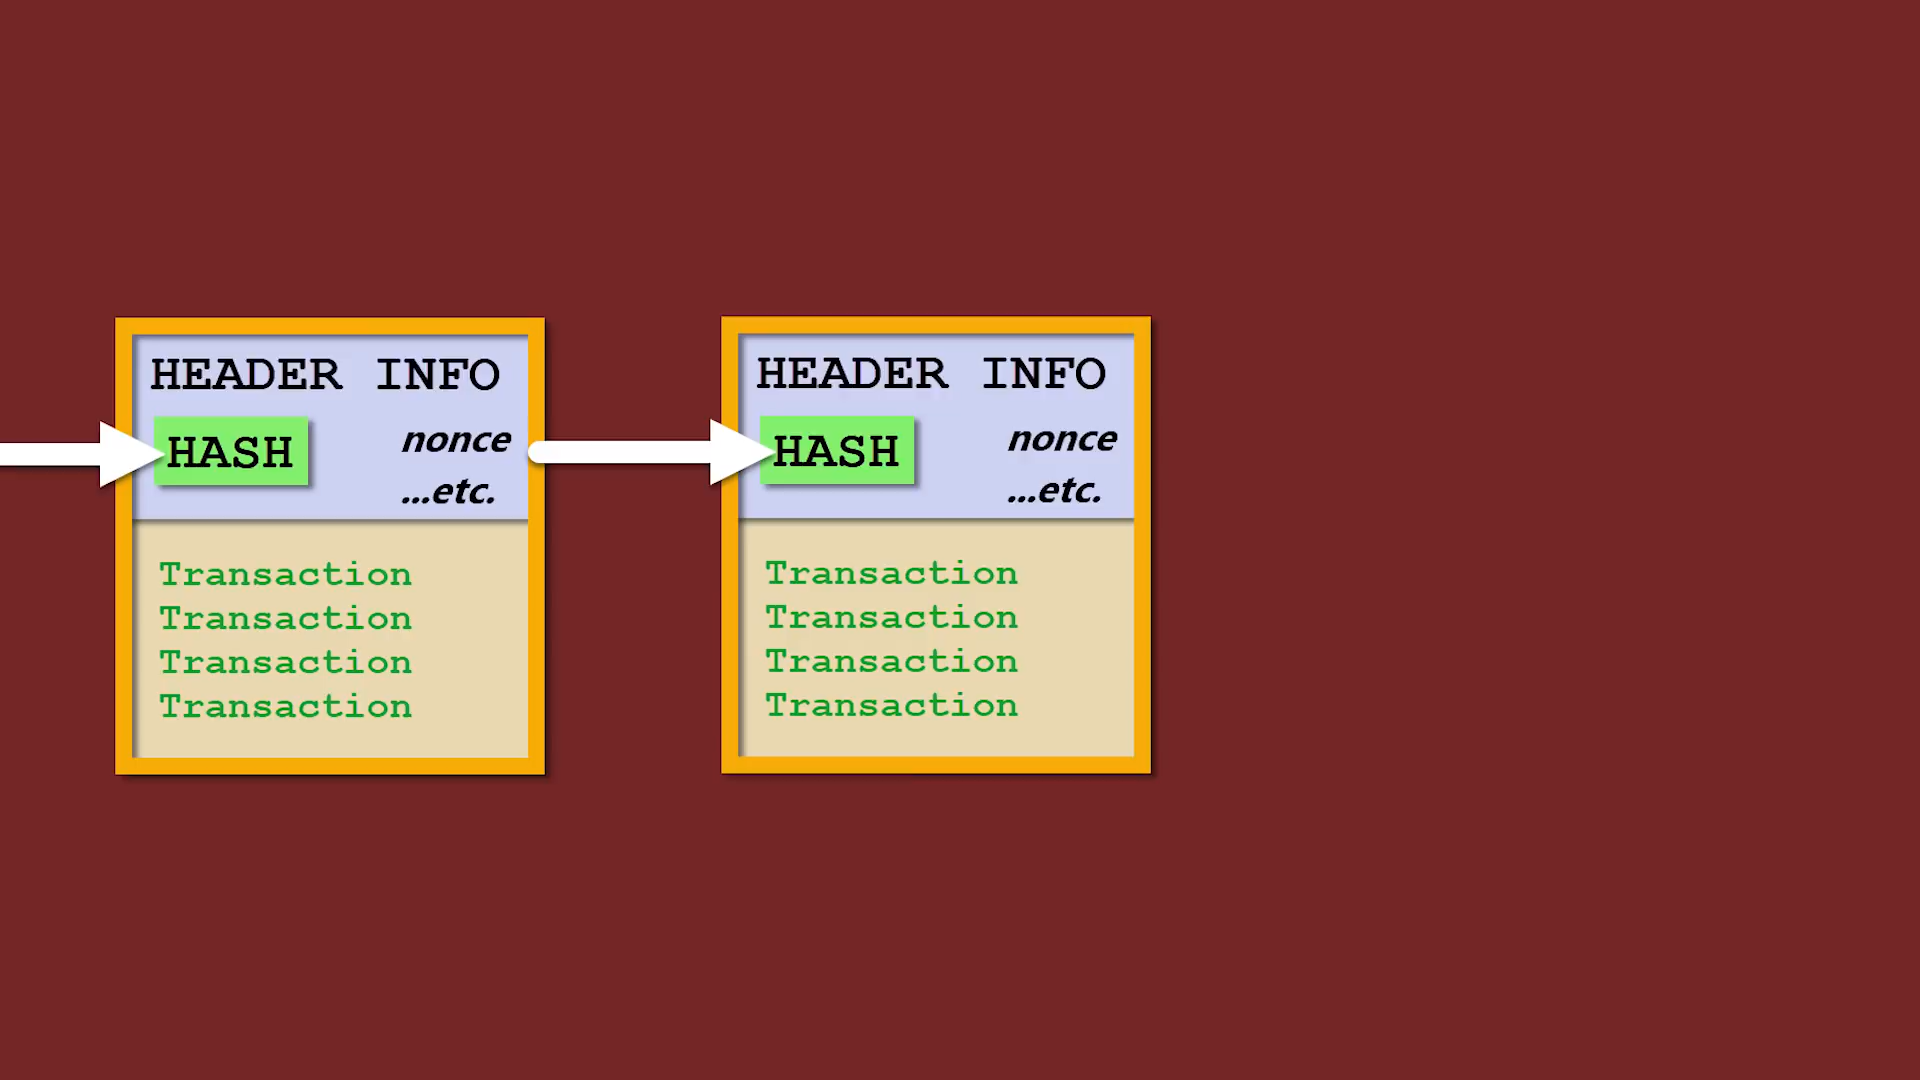 HEADER INFO
HASH
nonce
...etc.
Transaction
Transaction
Transaction
Transaction
HEADER INFO
HASH
nonce
...etc.
Transaction
Transaction
Transaction
Transaction